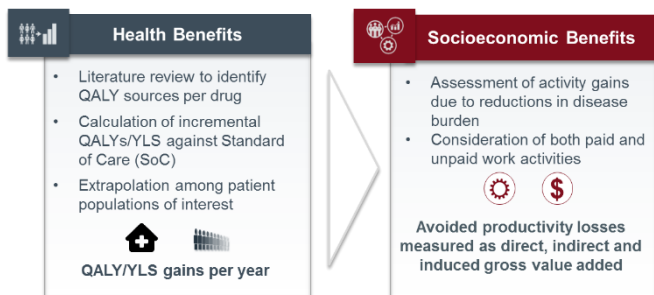 Health Benefits
• Literature review to identify
QALY sources per drug
• Calculation of incremental
QALYs/YLS against Standard
of Care (SoC)
• Extrapolation among patient
populations of interest
QALY/YLS gains per year
Socioeconomic Benefits
• Assessment of activity gains
due to reductions in disease
burden
• Consideration of both paid and
unpaid work activities
$
Avoided productivity losses
measured as direct, indirect and
induced gross value added